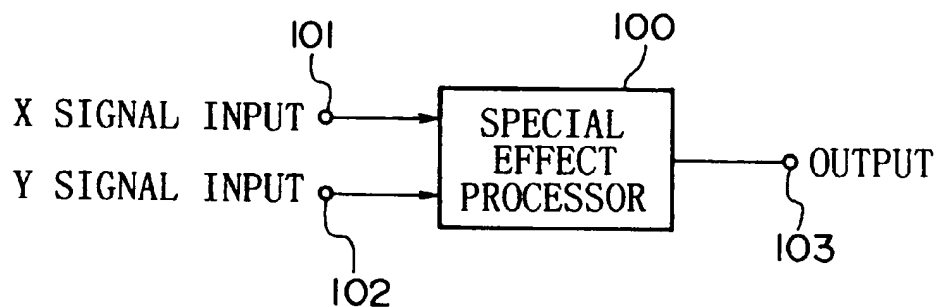 101
100
X SIGNAL INPUT
SPECIAL
EFFECT
PROCESSOR
OUTPUT
Y SIGNAL INPUT
102
103